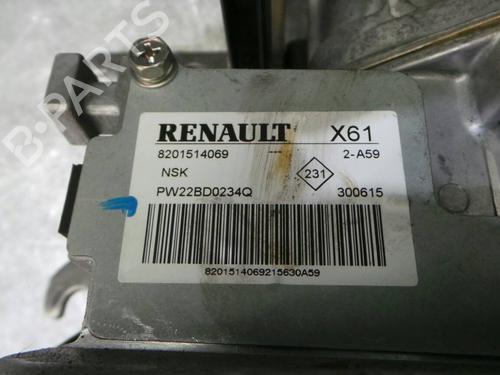 B-PARTS
RENAULT X61
8201514069 --- 2-A59
NSK 231
PW22BD0234Q 300615
8201514069215630A59